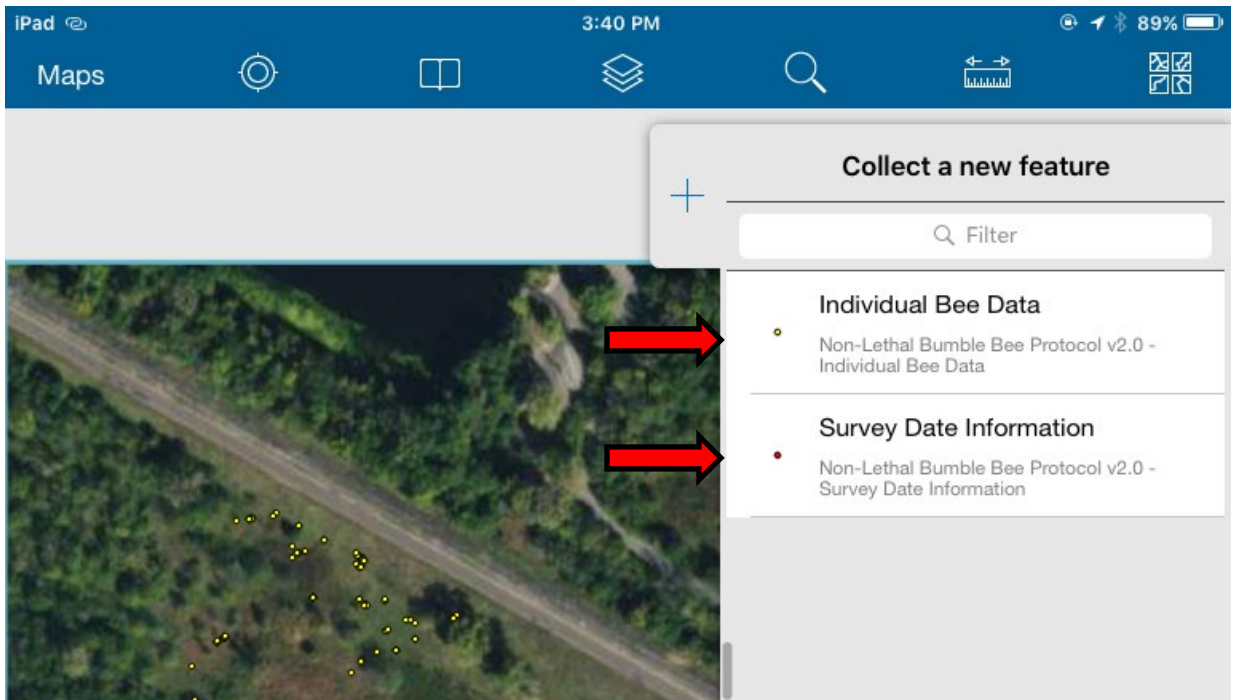 iPad 3:40 PM 89%
Maps
Collect a new feature
Filter
Individual Bee Data
Non-Lethal Bumble Bee Protocol v2.0 -
Individual Bee Data
Survey Date Information
Non-Lethal Bumble Bee Protocol v2.0 -
Survey Date Information